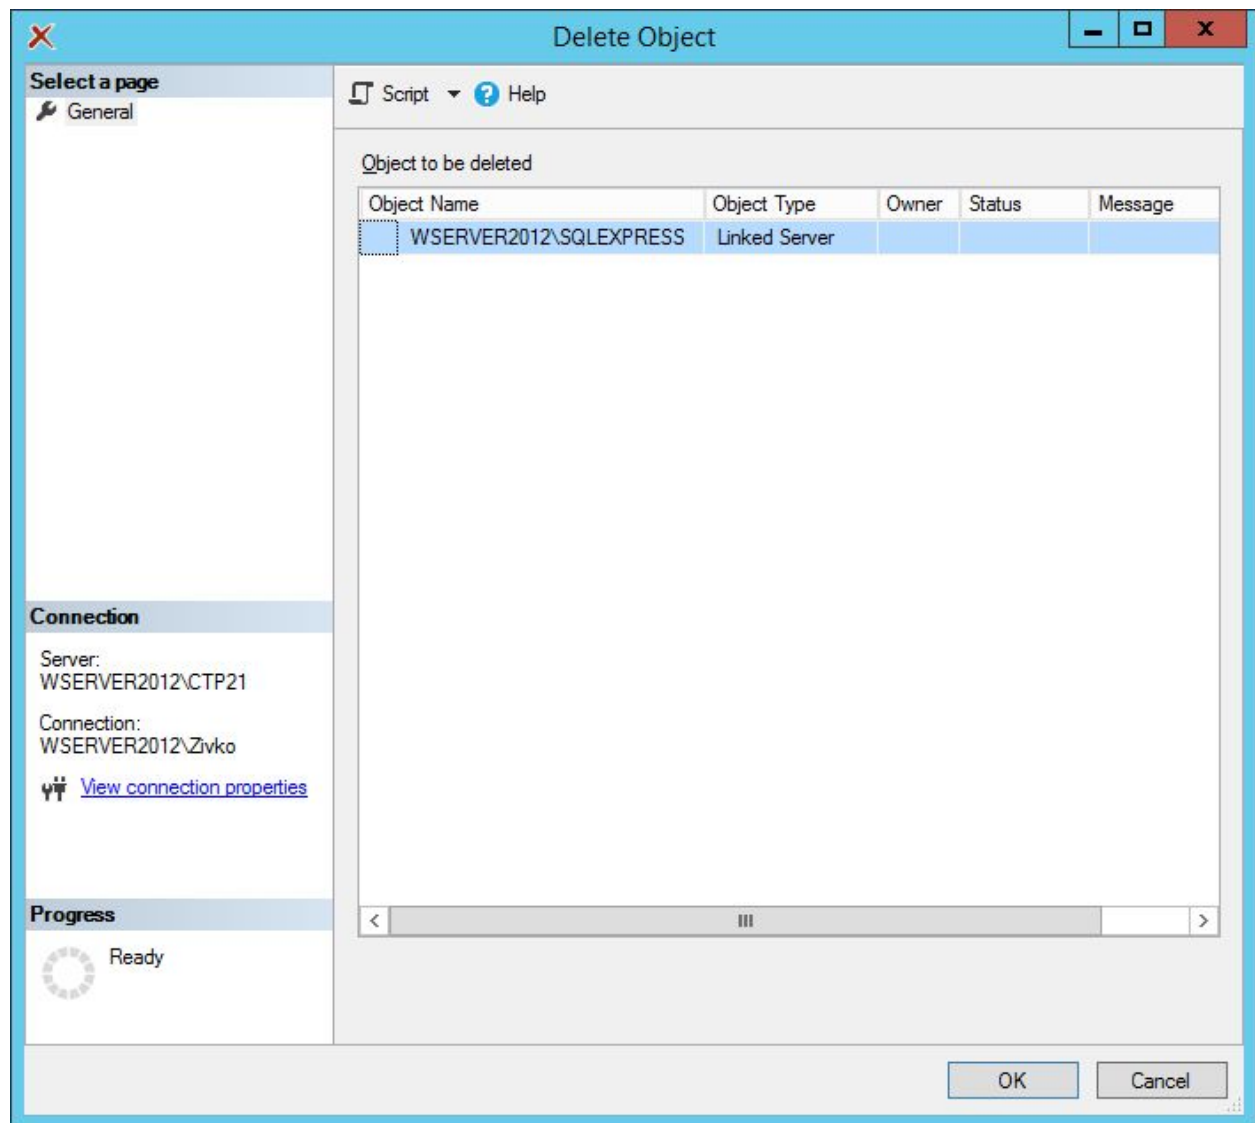 Delete Object
Select a page
General
Script Help
Object to be deleted
Object Name Object Type Owner Status Message
WSERVER2012\SQLEXPRESS Linked Server
Connection
Server:
WSERVER2012\CTP21
Connection:
WSERVER2012\Zivko
View connection properties
Progress
Ready
OK Cancel